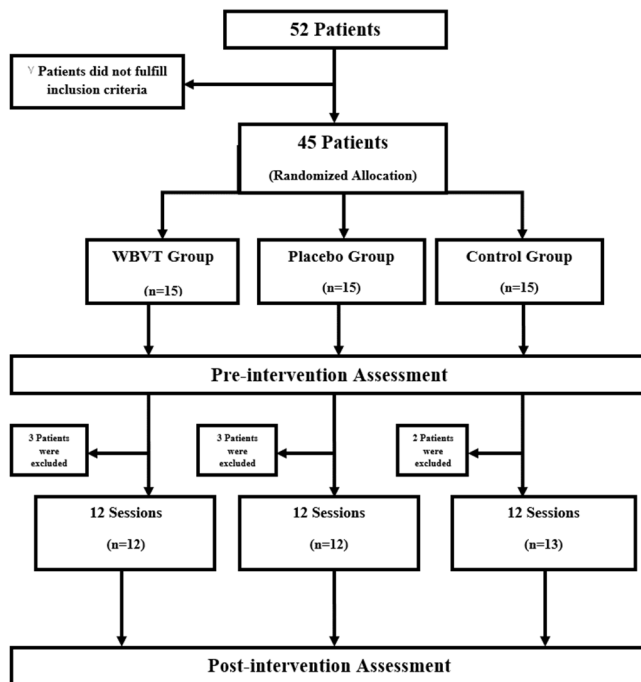 52 Patients
۷ Patients did not fulfill
inclusion criteria
45 Patients
(Randomized Allocation)
WBVT Group
(n=15)
Placebo Group
(n=15)
Control Group
(n=15)
Pre-intervention Assessment
3 Patients
were
excluded
3 Patients
were
excluded
2 Patients
were
excluded
12 Sessions
(n=12)
12 Sessions
(n=12)
12 Sessions
(n=13)
Post-intervention Assessment